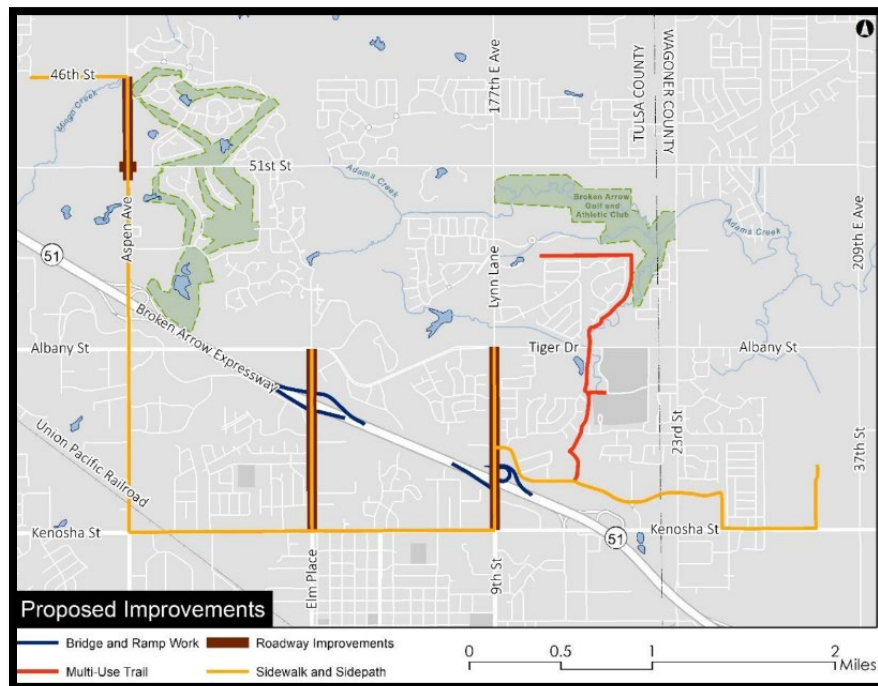 46th St
Mingo Creek
177th E Ave
TULSA COUNTY
WAGONER COUNTY
51st St
Adams Creek
Broken Arrow
Golf and
Athletic Club
Adams Creek
209th E Ave
Aspen Ave
51
Broken Arrow Expressway
Lynn Lane
Albany St
Tiger Dr
Albany St
Union Pacific Railroad
23rd St
37th St
Kenosha St
Elm Place
9th St
Kenosha St
51
Proposed Improvements
Bridge and Ramp Work
Roadway Improvements
Multi-Use Trail
Sidewalk and Sidepath
0 0.5 1 2
Miles